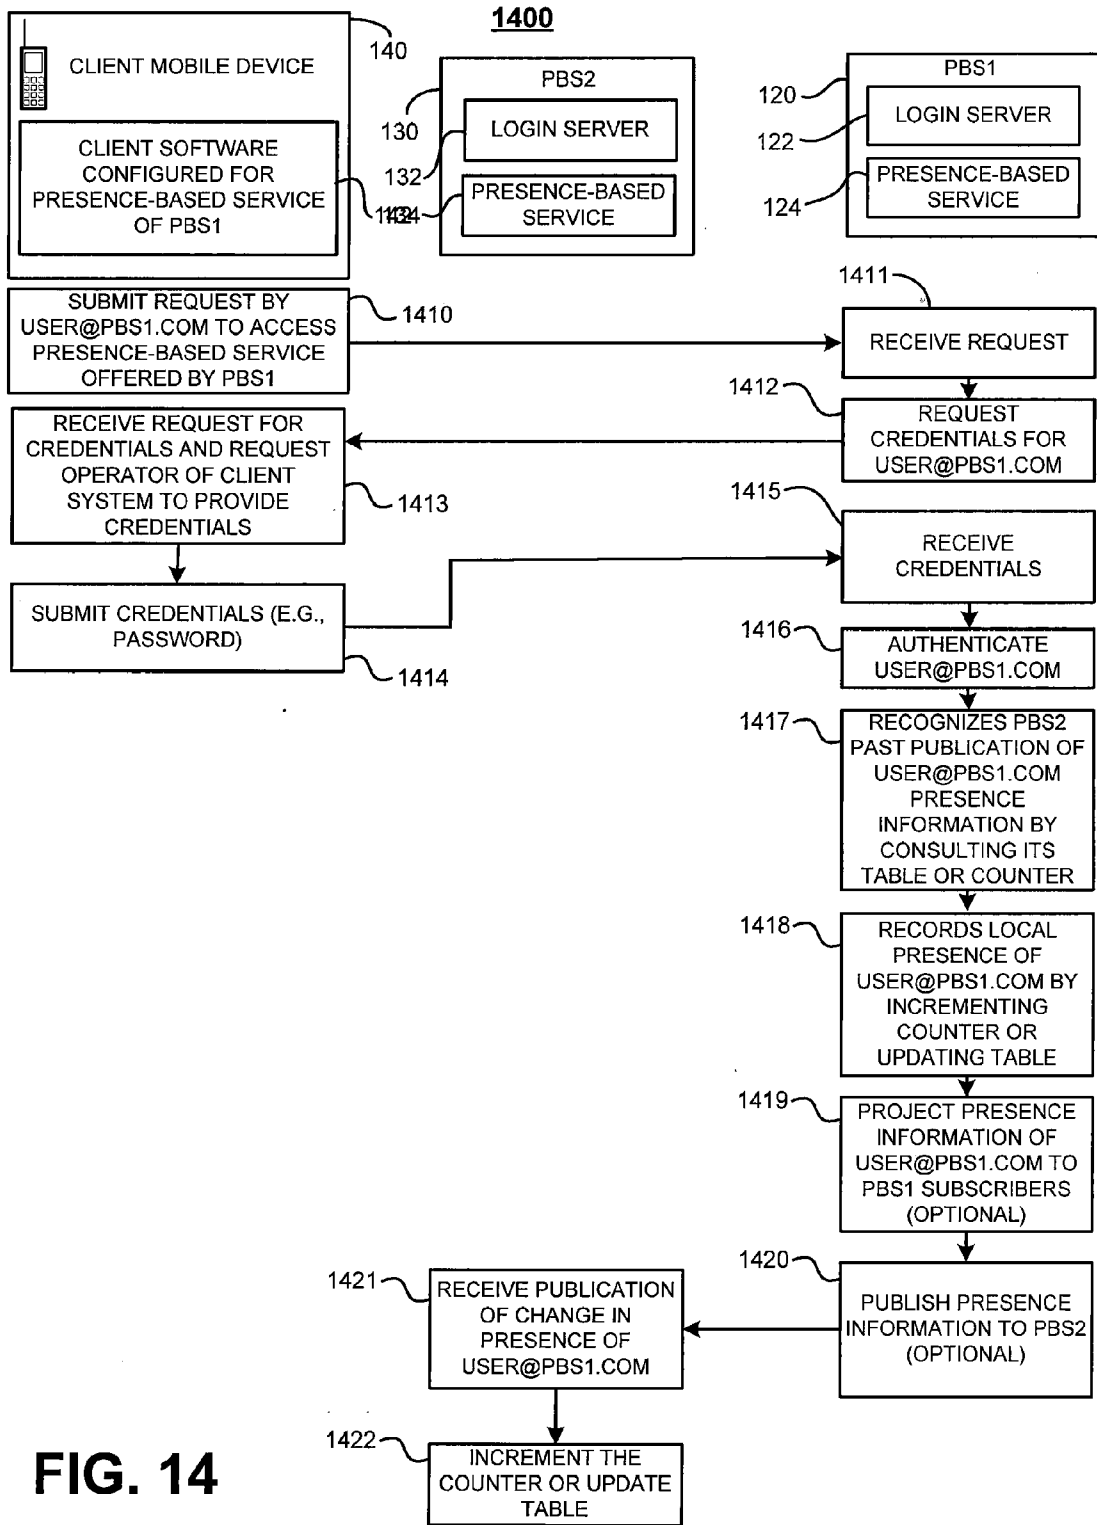 1400
140
CLIENT MOBILE DEVICE
CLIENT SOFTWARE
CONFIGURED FOR
PRESENCE-BASED SERVICE
OF PBS1
142
130
PBS2
132
LOGIN SERVER
134
PRESENCE-BASED
SERVICE
120
PBS1
122
LOGIN SERVER
124
PRESENCE-BASED
SERVICE
SUBMIT REQUEST BY
USER@PBS1.COM TO ACCESS
PRESENCE-BASED SERVICE
OFFERED BY PBS1
1410
1411
RECEIVE REQUEST
1412
REQUEST
CREDENTIALS FOR
USER@PBS1.COM
RECEIVE REQUEST FOR
CREDENTIALS AND REQUEST
OPERATOR OF CLIENT
SYSTEM TO PROVIDE
CREDENTIALS
1413
SUBMIT CREDENTIALS (E.G.,
PASSWORD)
1414
1415
RECEIVE
CREDENTIALS
1416
AUTHENTICATE
USER@PBS1.COM
1417
RECOGNIZES PBS2
PAST PUBLICATION OF
USER@PBS1.COM
PRESENCE
INFORMATION BY
CONSULTING ITS
TABLE OR COUNTER
1418
RECORDS LOCAL
PRESENCE OF
USER@PBS1.COM BY
INCREMENTING
COUNTER OR
UPDATING TABLE
1419
PROJECT PRESENCE
INFORMATION OF
USER@PBS1.COM TO
PBS1 SUBSCRIBERS
(OPTIONAL)
1420
PUBLISH PRESENCE
INFORMATION TO PBS2
(OPTIONAL)
1421
RECEIVE PUBLICATION
OF CHANGE IN
PRESENCE OF
USER@PBS1.COM
1422
INCREMENT THE
COUNTER OR UPDATE
TABLE
FIG. 14